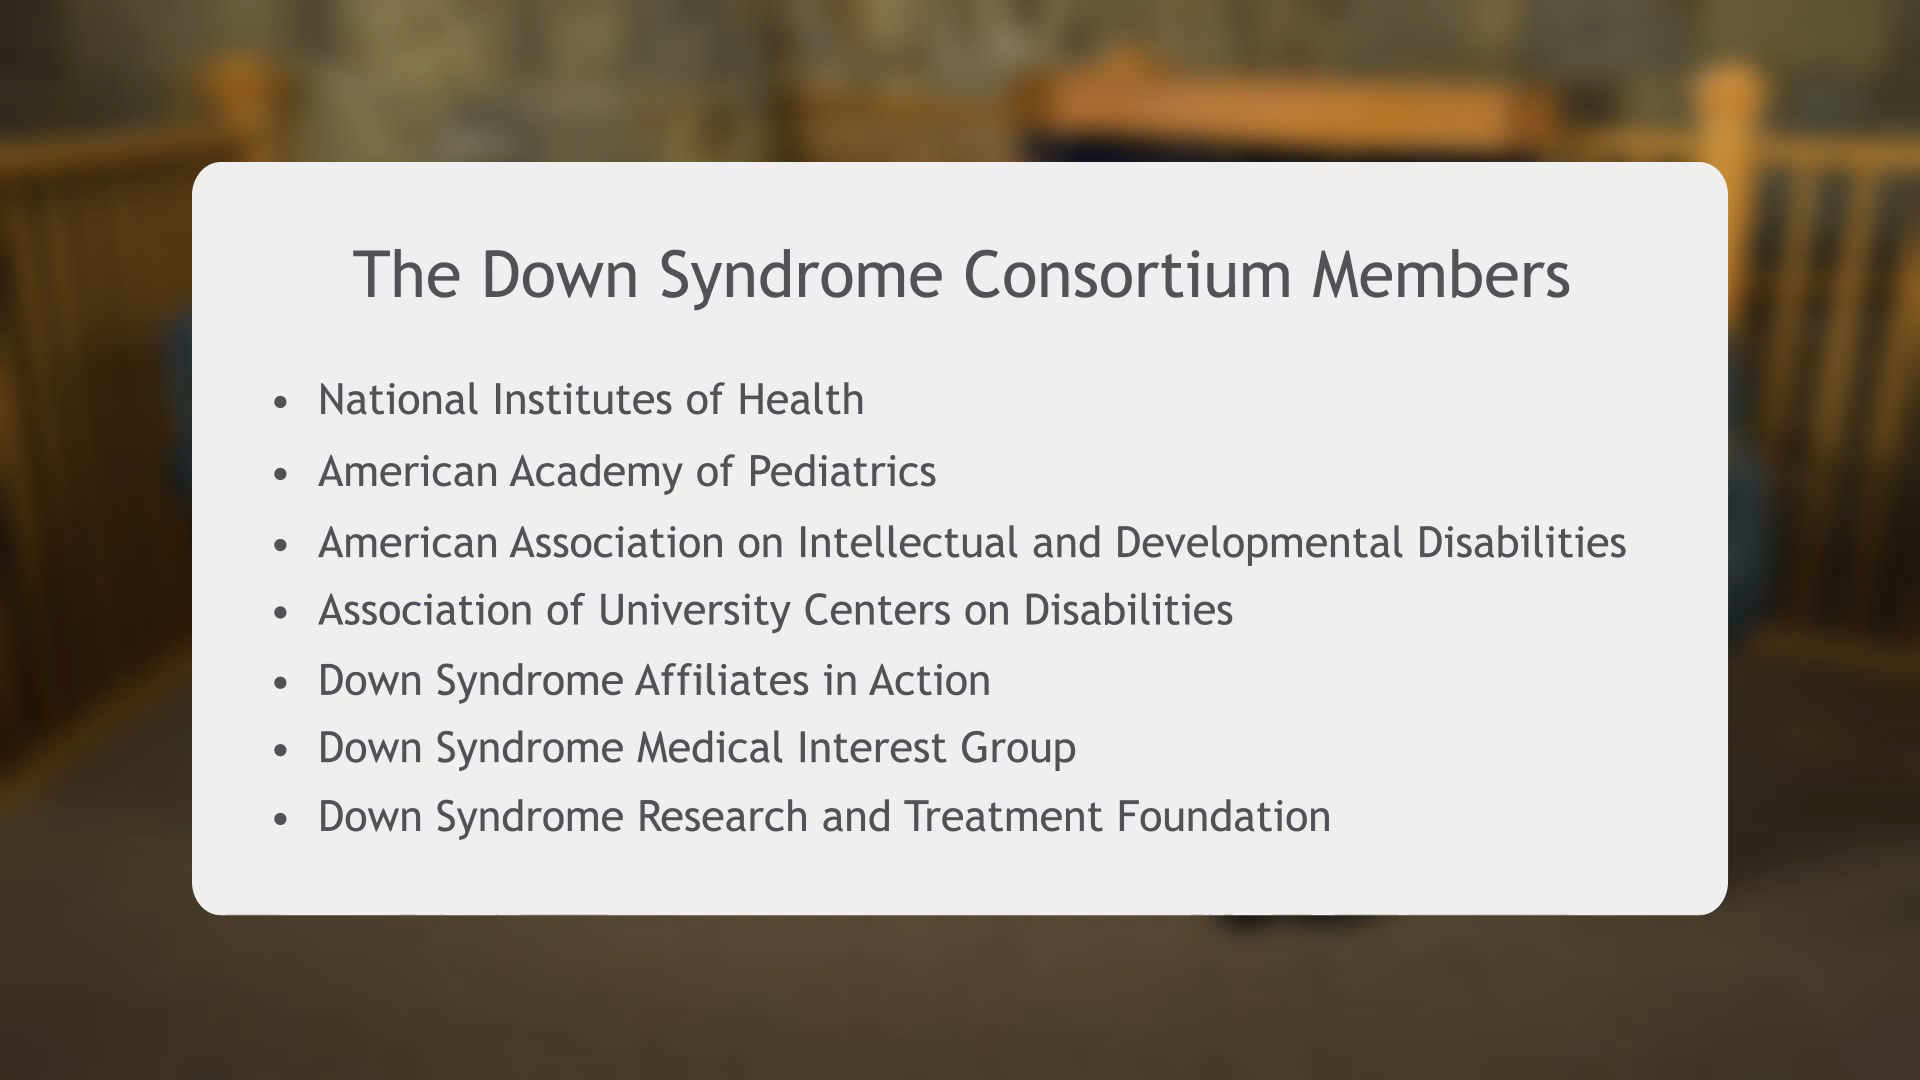 The Down Syndrome Consortium Members
• National Institutes of Health
• American Academy of Pediatrics
• American Association on Intellectual and Developmental Disabilities
• Association of University Centers on Disabilities
• Down Syndrome Affiliates in Action
• Down Syndrome Medical Interest Group
• Down Syndrome Research and Treatment Foundation